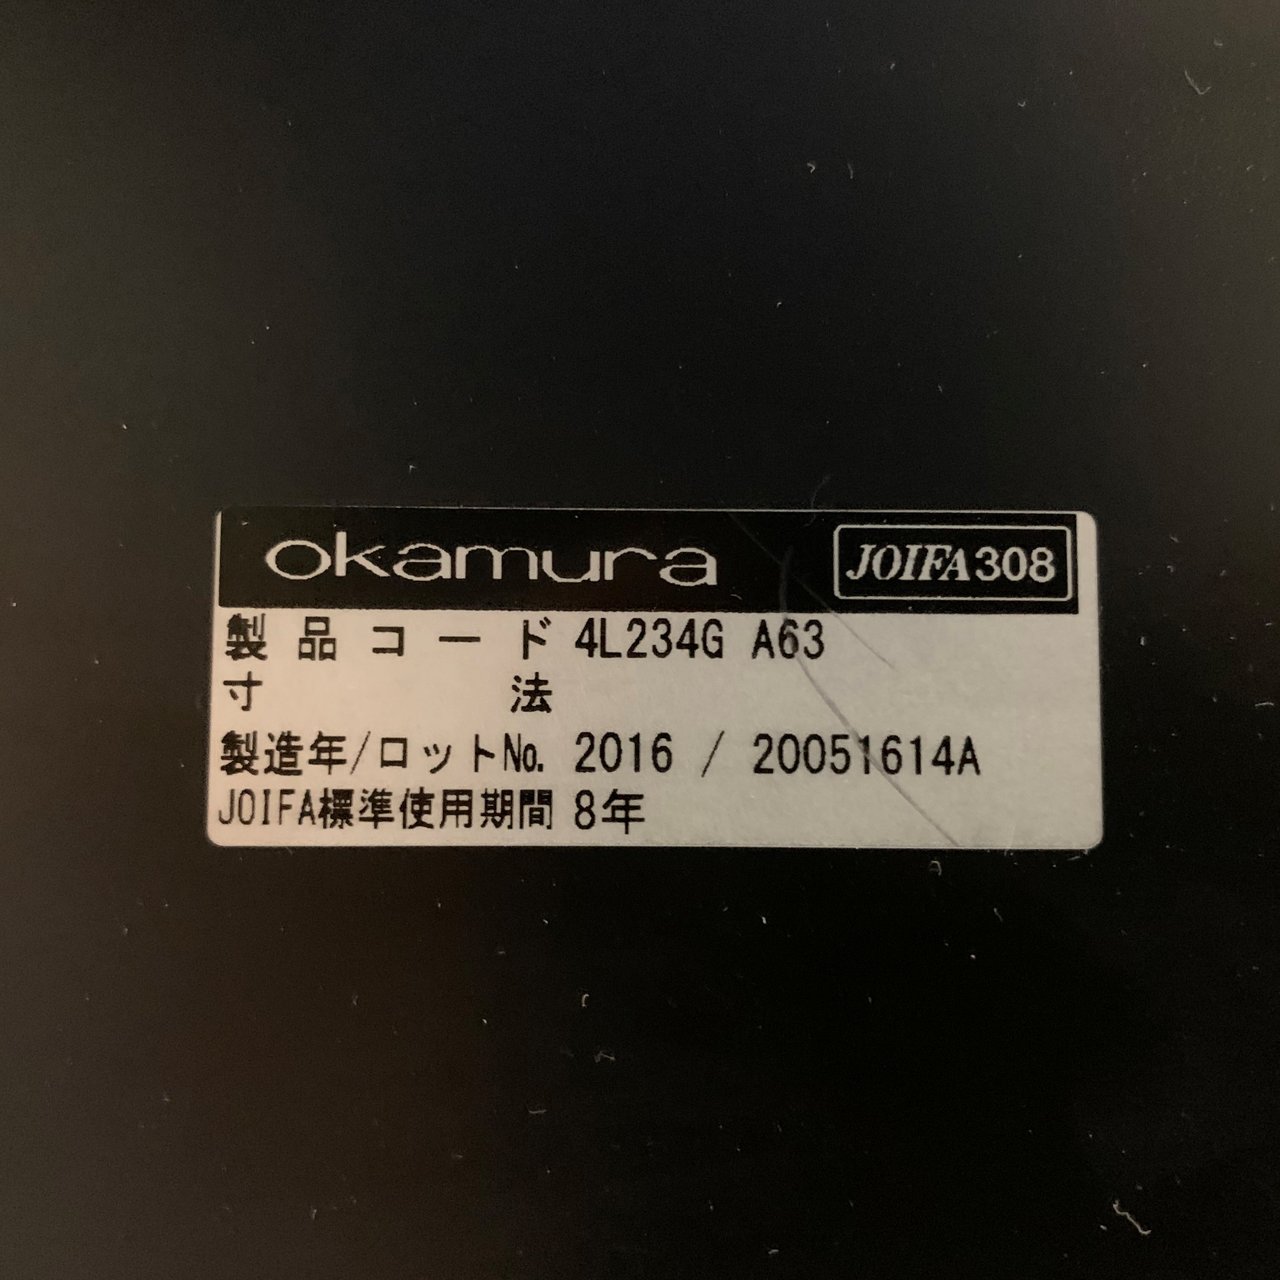 okamura JOIFA308
製品コード 4L234G A63
寸法
製造年/ロットNo. 2016 / 20051614A
JOIFA標準使用期間 8年